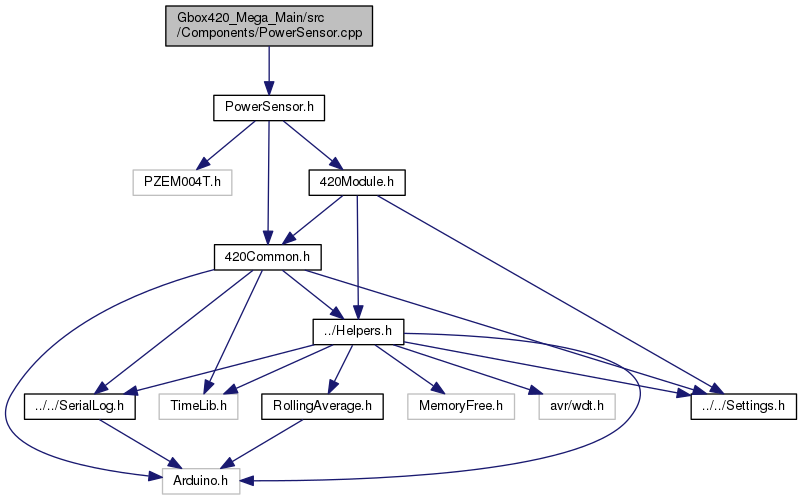 Gbox420_Mega_Main/src
/Components/PowerSensor.cpp
PowerSensor.h
PZEM004T.h
420Module.h
420Common.h
../Helpers.h
../../SerialLog.h
TimeLib.h
RollingAverage.h
MemoryFree.h
avr/wdt.h
../../Settings.h
Arduino.h